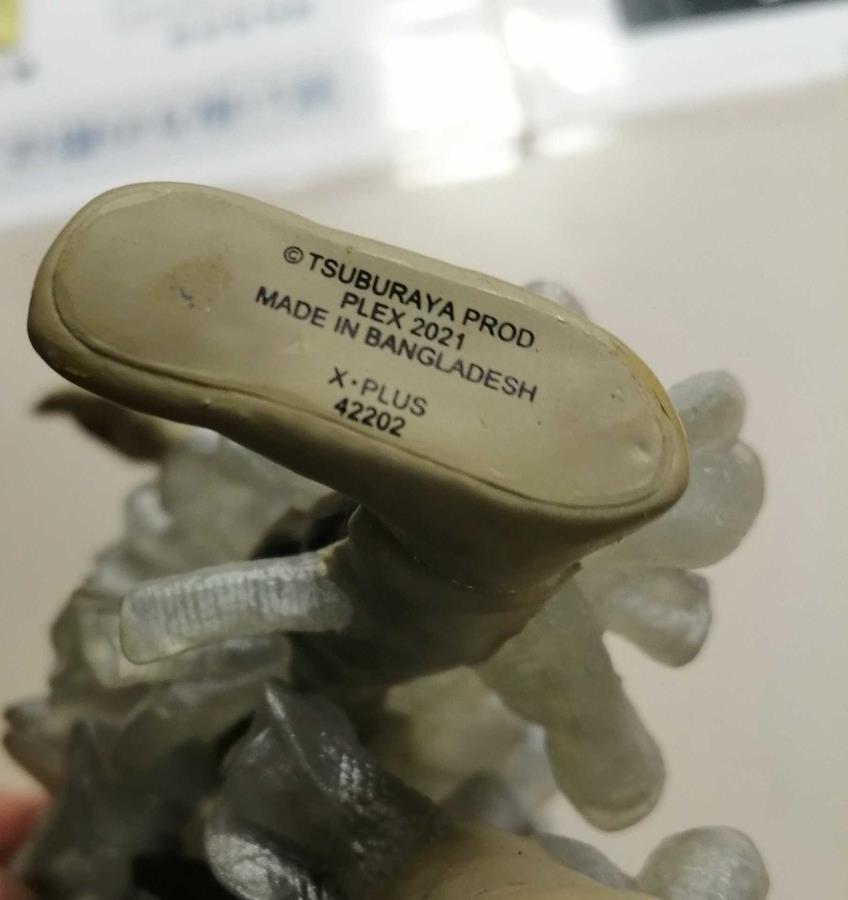 © TSUBURAYA PROD.
PLEX 2021
MADE IN BANGLADESH
X·PLUS
42202